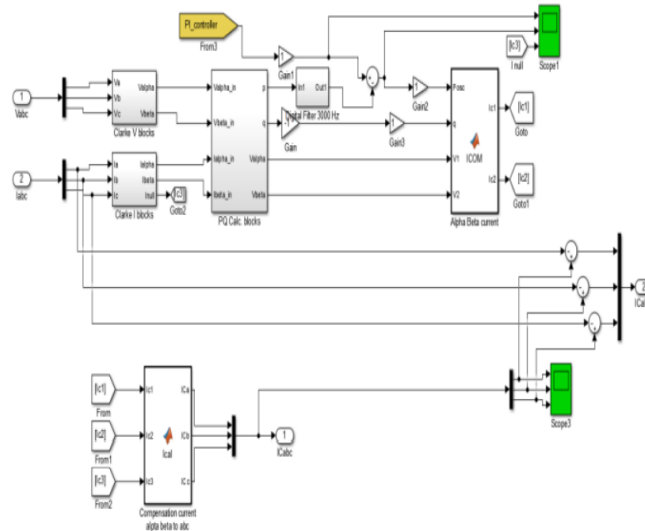 PI_controller
From3
Gain1
[Ic3]
I null
Scope1
1
Vabc
Va
Vb
Vc
Valpha
Vbeta
Clarke V blocks
Valpha_in
Vbeta_in
Ialpha_in
Ibeta_in
p
q
Valpha
Vbeta
PQ Calc. blocks
In1
Out1
Digital Filter 3000 Hz
Gain
Gain2
Gain3
q
V1
V2
ICOM
Ic1
Ic2
Alpha Beta current
[Ic1]
Goto
[Ic2]
Goto1
2
Iabc
Ia
Ib
Ic
Ialpha
Ibeta
Inull
Clarke I blocks
[Ic3]
Goto2
2
[Ic1]
From
[Ic2]
From1
[Ic3]
From2
Ic1
Ic2
Ic3
Ical
ICa
ICb
ICc
Compensation current
alpta beta to abc
1
ICabc
Scope3